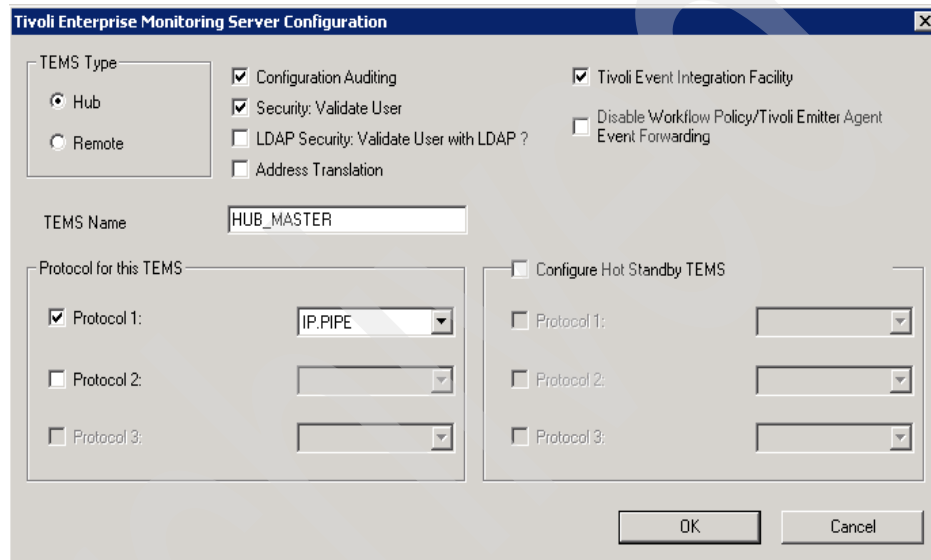 Tivoli Enterprise Monitoring Server Configuration
TEMS Type
Hub
Remote
Configuration Auditing
Security: Validate User
LDAP Security: Validate User with LDAP ?
Address Translation
Tivoli Event Integration Facility
Disable Workflow Policy/Tivoli Emitter Agent
Event Forwarding
TEMS Name
HUB_MASTER
Protocol for this TEMS
Protocol 1:
IP.PIPE
Protocol 2:
Protocol 3:
Configure Hot Standby TEMS
Protocol 1:
Protocol 2:
Protocol 3:
OK
Cancel